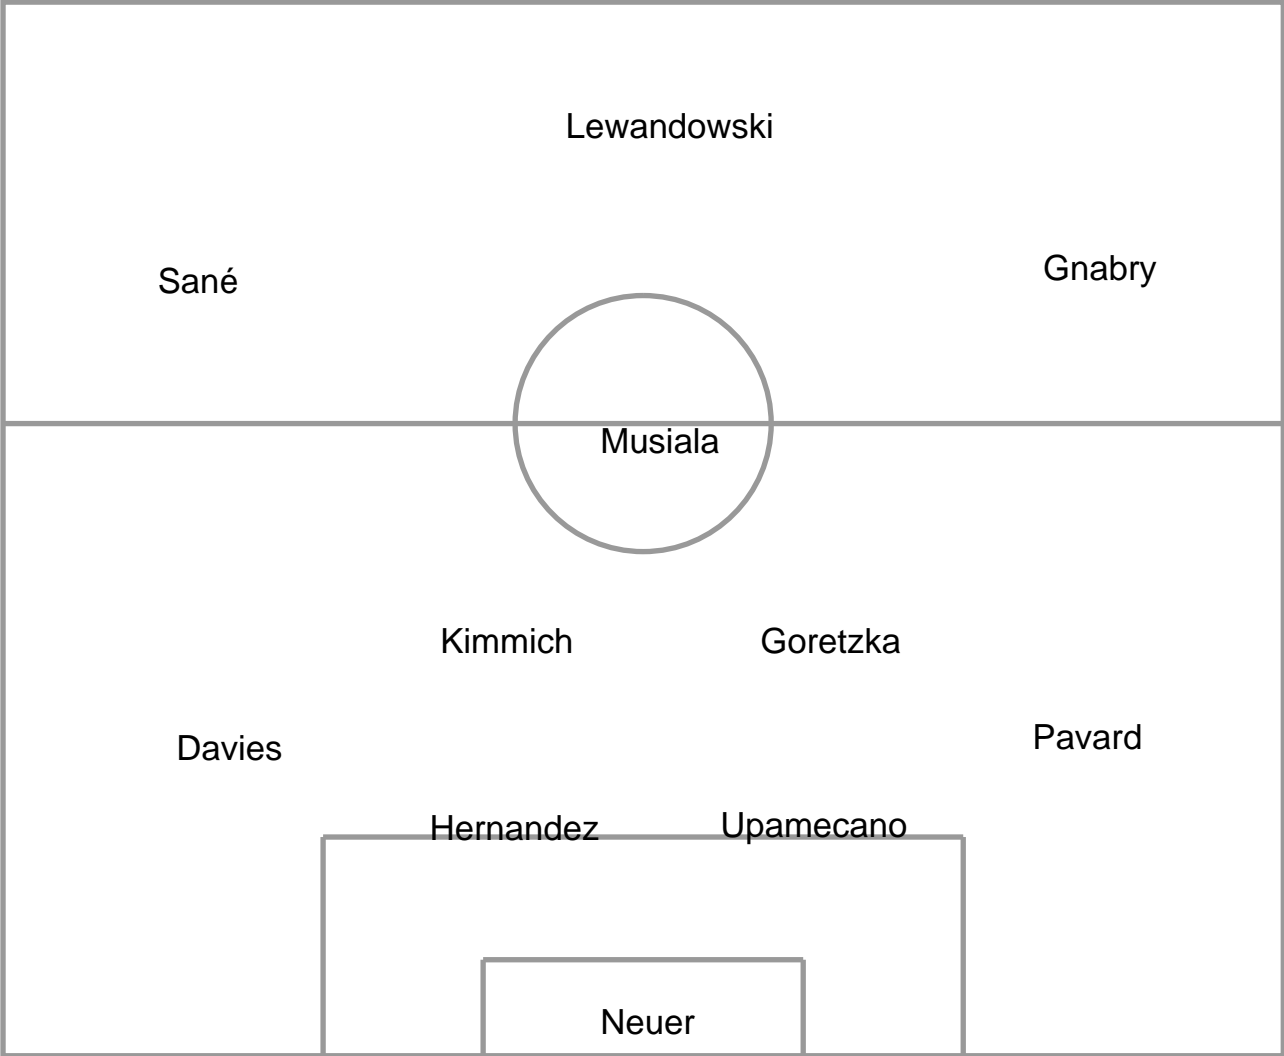 Lewandowski
Sané
Gnabry
Musiala
Kimmich
Goretzka
Davies
Pavard
Hernandez
Upamecano
Neuer